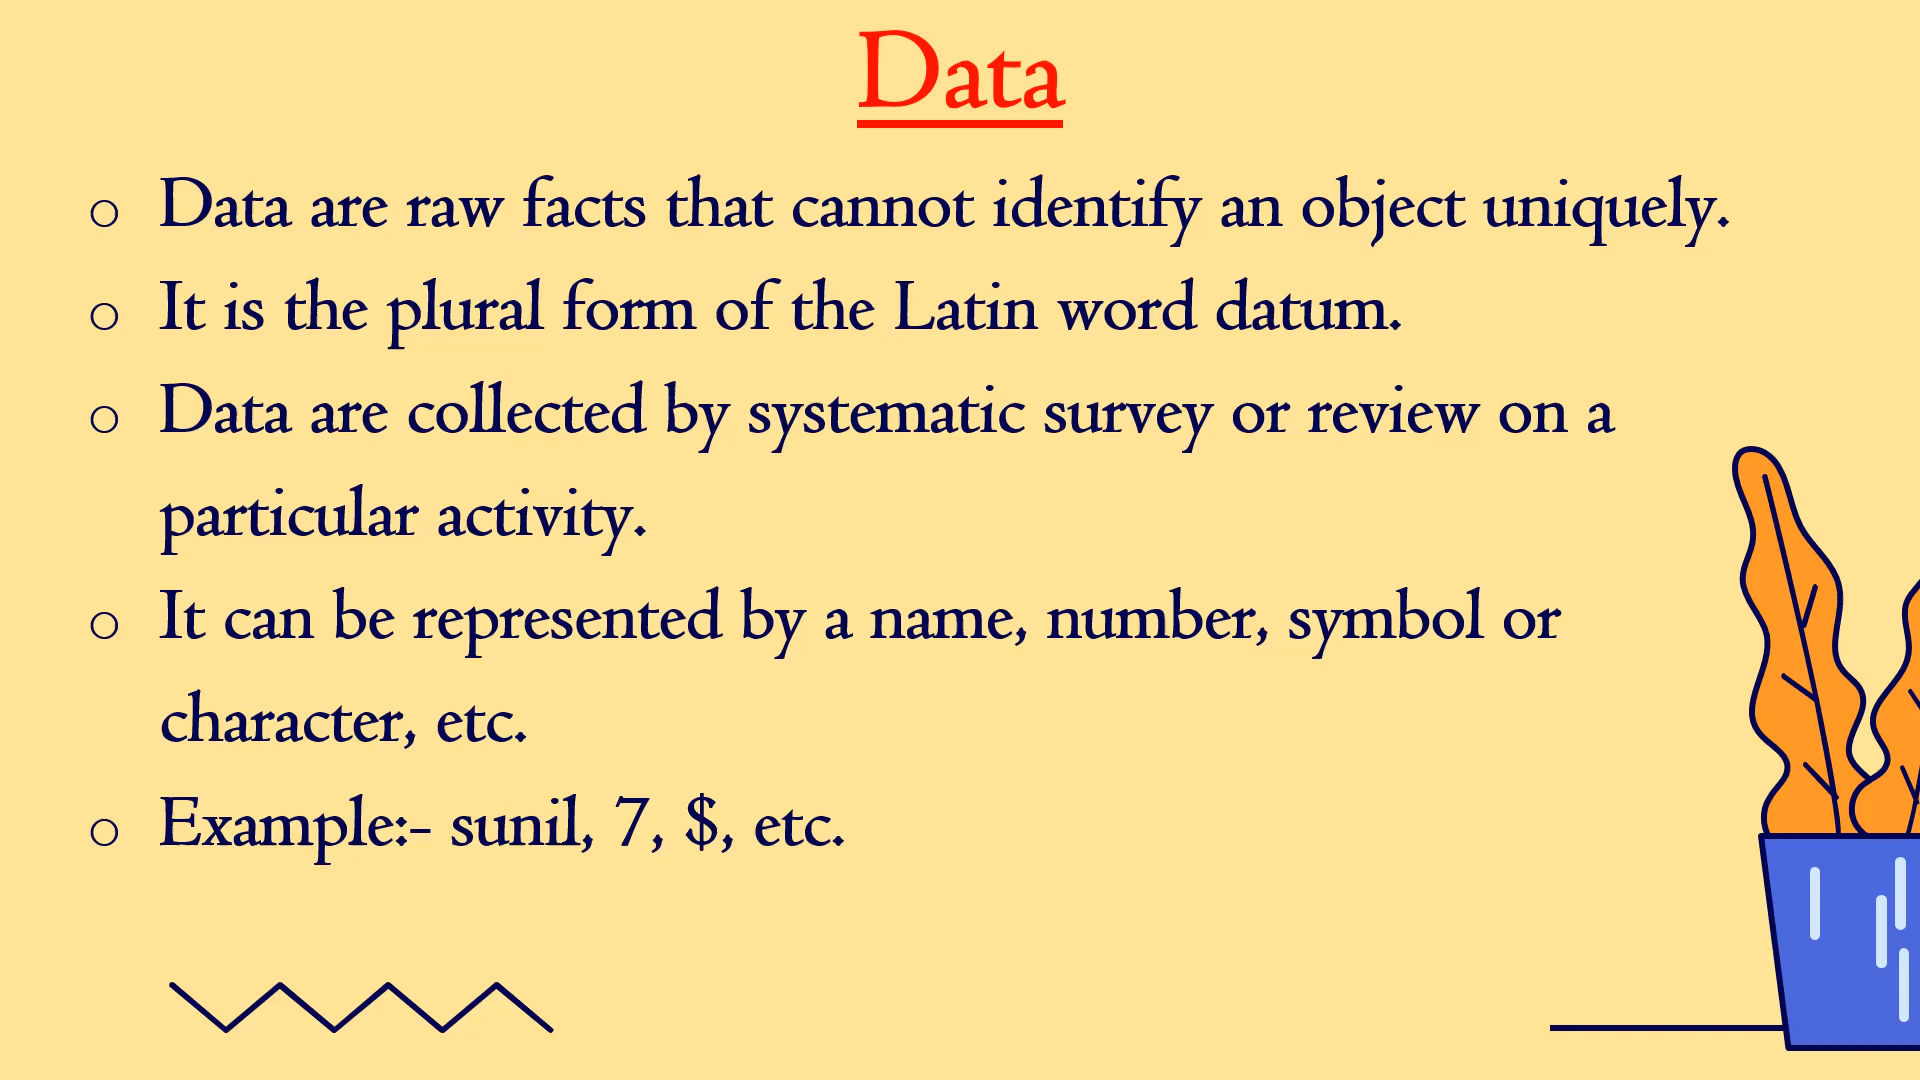 Data
o Data are raw facts that cannot identify an object uniquely.
o It is the plural form of the Latin word datum.
o Data are collected by systematic survey or review on a
particular activity.
o It can be represented by a name, number, symbol or
character, etc.
o Example:- sunil, 7, $, etc.